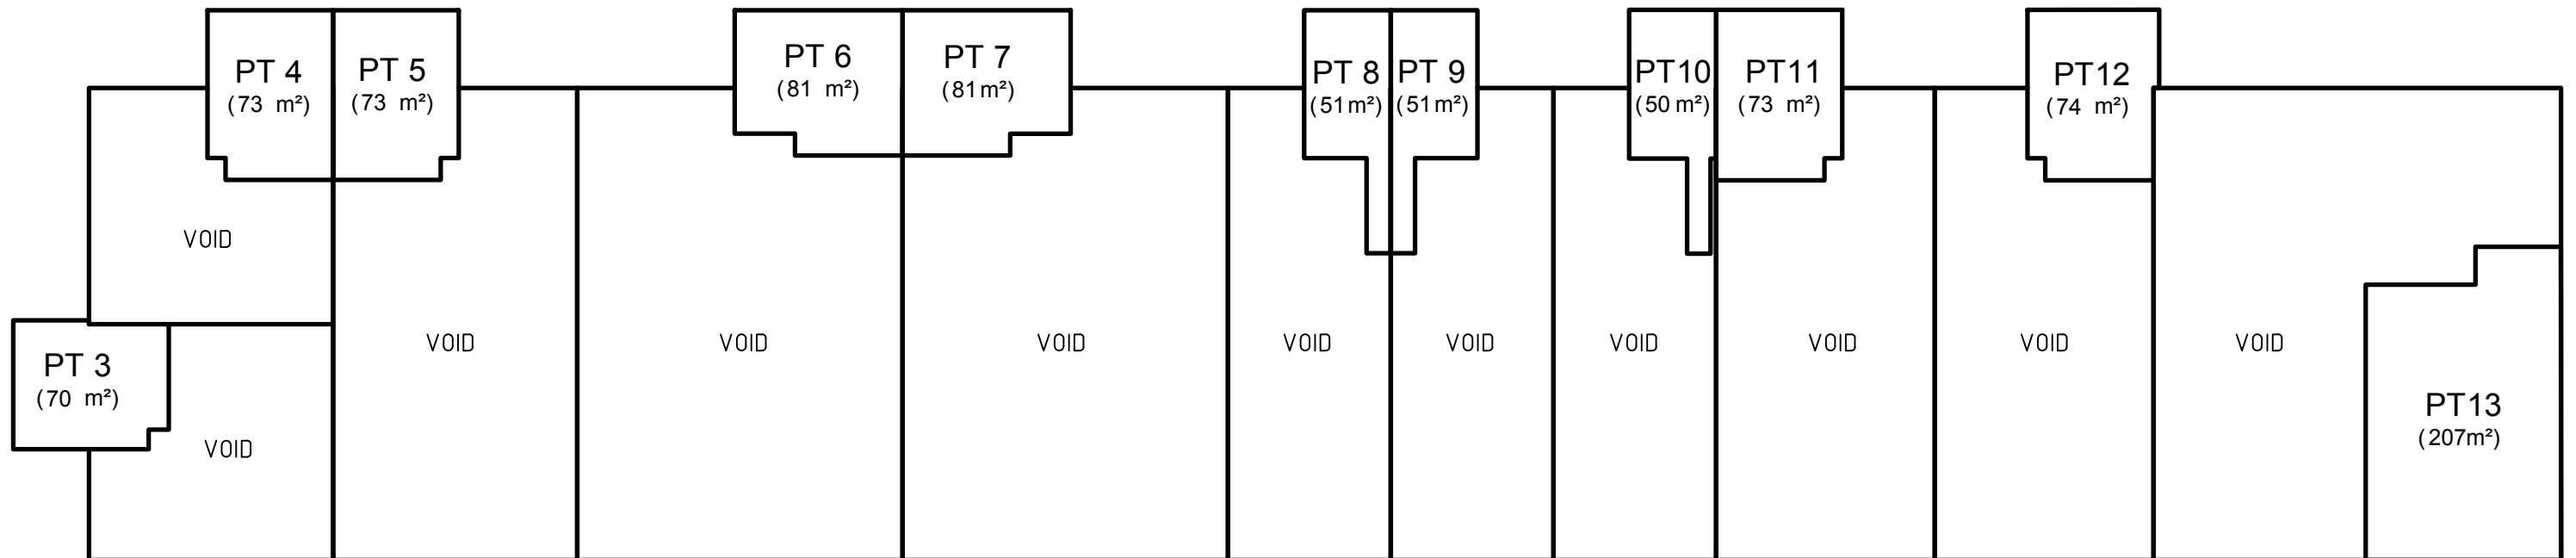 PT 4
(73 m²)
PT 5
(73 m²)
PT 6
(81 m²)
PT 7
(81m²)
PT 8
(51m²)
PT 9
(51m²)
PT10
(50 m²)
PT11
(73 m²)
PT12
(74 m²)
VOID
PT 3
(70 m²)
VOID
VOID
VOID
VOID
VOID
VOID
VOID
VOID
VOID
VOID
PT13
(207m²)